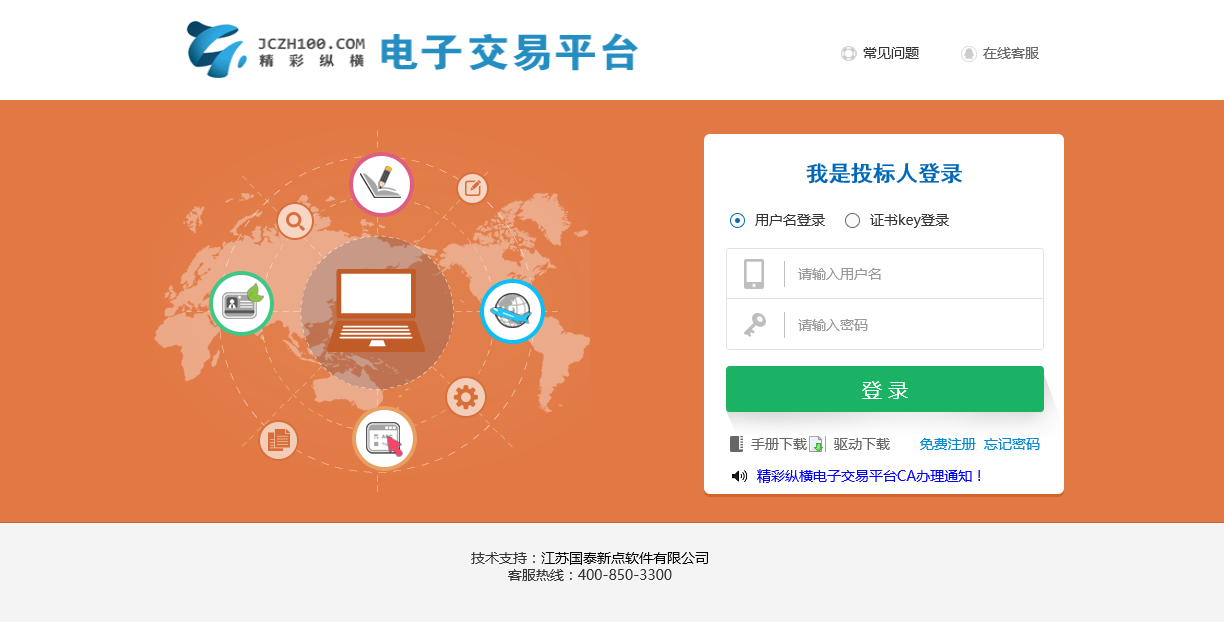 JCZH100.COM
精彩纵横
电子交易平台
常见问题
在线客服
我是投标人登录
用户名登录
证书key登录
请输入用户名
请输入密码
登 录
手册下载
驱动下载
免费注册
忘记密码
精彩纵横电子交易平台CA办理通知！
技术支持：江苏国泰新点软件有限公司
客服热线：400-850-3300